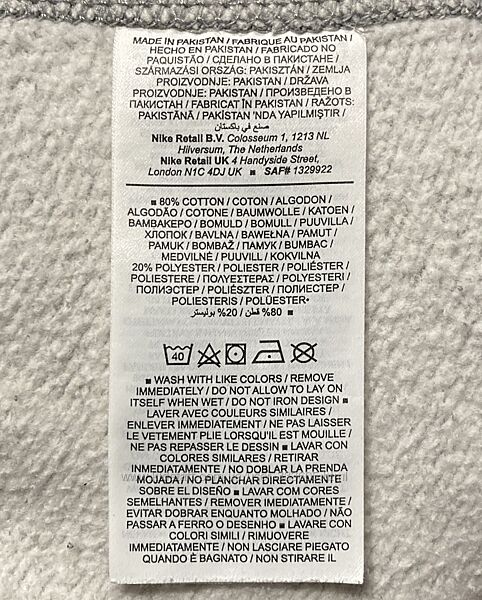 MADE IN PAKISTAN / FABRIQUE AU PAKISTAN /
HECHO EN PAKISTAN / FABRICADO NO
PAQUISTÃO / СДЕЛАНО В ПАКИСТАНЕ /
SZÁRMAZÁSI ORSZÁG: PAKISZTÁN / ZEMLJA
PROIZVODNJE: PAKISTAN / DRŽAVA
PROIZVODNJE: PAKISTAN / ПРОИЗВЕДЕНО В
ПАКИСТАН / FABRICAT ÎN PAKISTAN / RAŽOTS:
PAKISTĀNĀ / PAKİSTAN 'NDA YAPILMIŞTIR /
صنع في باكستان
Nike Retail B.V. Colosseum 1, 1213 NL
Hilversum, The Netherlands
Nike Retail UK 4 Handyside Street,
London N1C 4DJ UK ■ SAF# 1329922
■ 80% COTTON / COTON / ALGODON /
ALGODÃO / COTONE / BAUMWOLLE / KATOEN /
ΒΑΜΒΑΚΕΡΟ / BOMULD / BOMULL / PUUVILLA /
ХЛОПОК / BAVLNA / BAWEŁNA / PAMUT /
PAMUK / BOMBAŽ / ПАМУК / BUMBAC /
MEDVILNĖ / PUUVILL / KOKVILNA
20% POLYESTER / POLIESTER / POLIÉSTER /
POLIESTERE / ΠΟΛΥΕΣΤΕΡΑΣ / POLYESTERI /
ПОЛИЭСТЕР / POLIÉSZTER / ПОЛИЕСТЕР /
POLIESTERIS / POLÜESTER•
80% قطن / 20% بوليستر ■
40
■ WASH WITH LIKE COLORS / REMOVE
IMMEDIATELY / DO NOT ALLOW TO LAY ON
ITSELF WHEN WET / DO NOT IRON DESIGN ■
LAVER AVEC COULEURS SIMILAIRES /
ENLEVER IMMEDIATEMENT / NE PAS LAISSER
LE VETEMENT PLIE LORSQU'IL EST MOUILLE /
NE PAS REPASSER LE DESSIN ■ LAVAR CON
COLORES SIMILARES / RETIRAR
INMEDIATAMENTE / NO DOBLAR LA PRENDA
MOJADA / NO PLANCHAR DIRECTAMENTE
SOBRE EL DISEÑO ■ LAVAR COM CORES
SEMELHANTES / REMOVER IMEDIATAMENTE /
EVITAR DOBRAR ENQUANTO MOLHADO / NÃO
PASSAR A FERRO O DESENHO ■ LAVARE CON
COLORI SIMILI / RIMUOVERE
IMMEDIATAMENTE / NON LASCIARE PIEGATO
QUANDO È BAGNATO / NON STIRARE IL